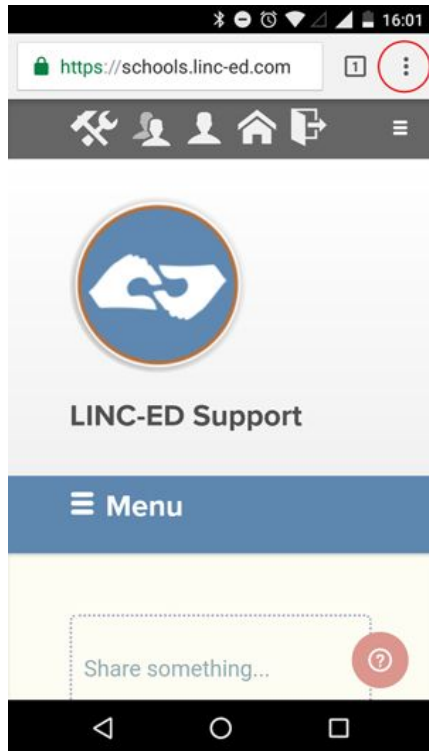 16:01
https://schools.linc-ed.com 1
LINC-ED Support
Menu
Share something...
?